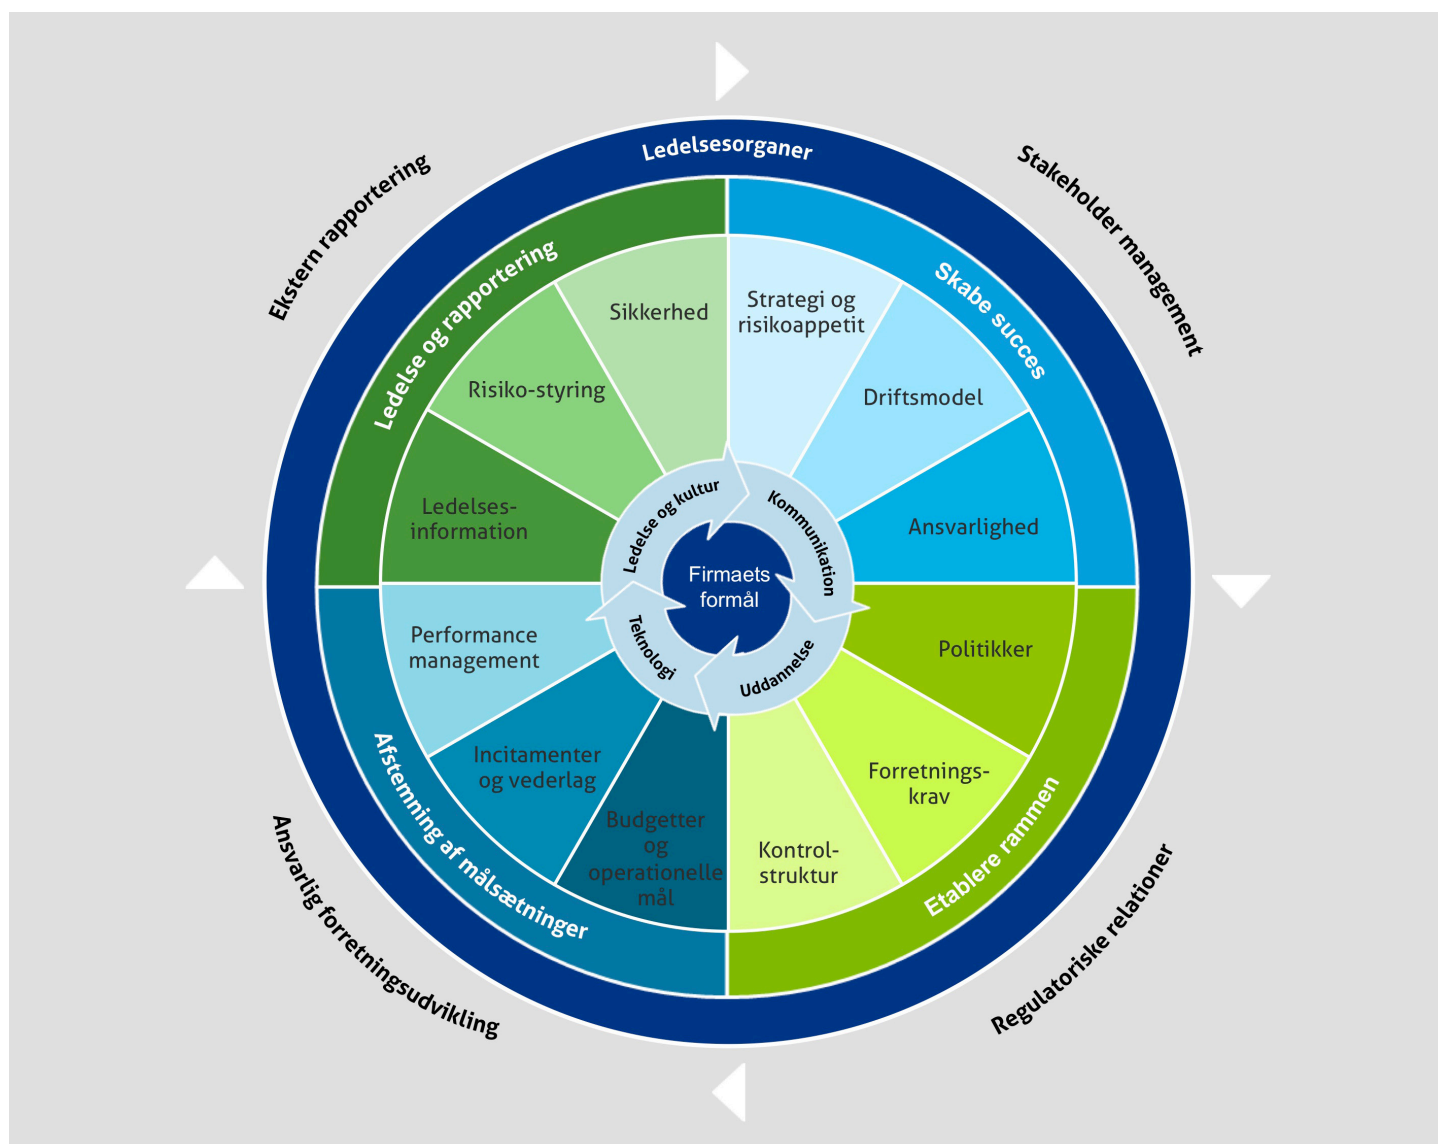 Ledelsesorganer
Ekstern rapportering
Stakeholder management
Ledelse og rapportering
Skabe succes
Sikkerhed
Strategi og
risikoappetit
Risiko-styring
Driftsmodel
Ledelses-
information
Ansvarlighed
Ledelse og kultur
Kommunikation
Firmaets
formål
Teknologi
Uddannelse
Performance
management
Politikker
Incitamenter
og vederlag
Forretnings-
krav
Budgetter
og
operationelle
mål
Kontrol-
struktur
Afstemning af målsætninger
Etablere rammen
Ansvarlig forretningsudvikling
Regulatoriske relationer